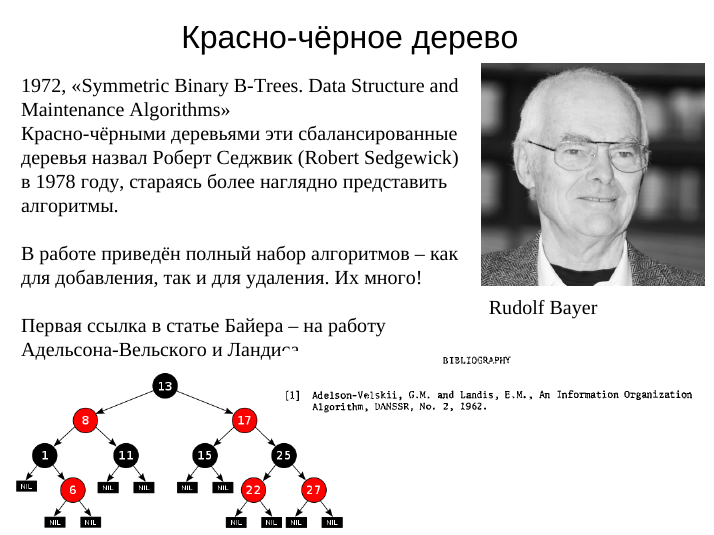 Красно-чёрное дерево
1972, «Symmetric Binary B-Trees. Data Structure and
Maintenance Algorithms»
Красно-чёрными деревьями эти сбалансированные
деревья назвал Роберт Седжвик (Robert Sedgewick)
в 1978 году, стараясь более наглядно представить
алгоритмы.
В работе приведён полный набор алгоритмов – как
для добавления, так и для удаления. Их много!
Первая ссылка в статье Байера – на работу
Адельсона-Вельского и Ландиса
Rudolf Bayer
BIBLIOGRAPHY
[1] Adelson-Velskii, G.M. and Landis, E.M., An Information Organization
Algorithm, DANSSR, No. 2, 1962.
13
8 17
1 11 15 25
NIL 6 NIL NIL NIL NIL 22 27
NIL NIL NIL NIL NIL NIL